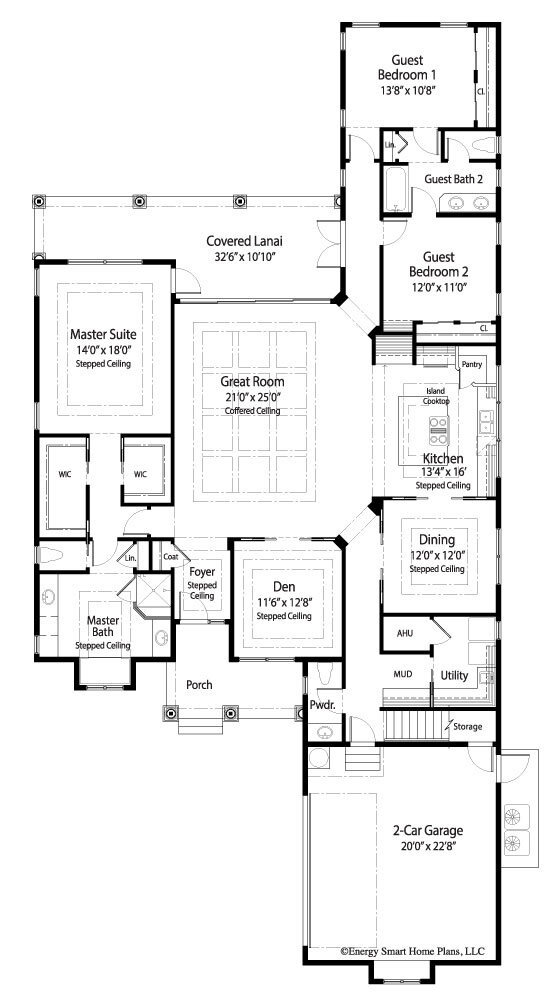 Guest
Bedroom 1
13'8" x 10'8"
CL
Lin.
Guest Bath 2
Covered Lanai
32'6" x 10'10"
Guest
Bedroom 2
12'0" x 11'0"
CL
Master Suite
14'0" x 18'0"
Stepped Ceiling
Great Room
21'0" x 25'0"
Coffered Ceiling
Pantry
Island
Cooktop
Kitchen
13'4" x 16'
Stepped Ceiling
WIC
WIC
Dining
12'0" x 12'0"
Stepped Ceiling
Lin.
Coat
Foyer
Stepped
Ceiling
Den
11'6" x 12'8"
Stepped Ceiling
Master
Bath
Stepped Ceiling
AHU
MUD
Utility
Porch
Pwdr.
Storage
2-Car Garage
20'0" x 22'8"
©Energy Smart Home Plans, LLC